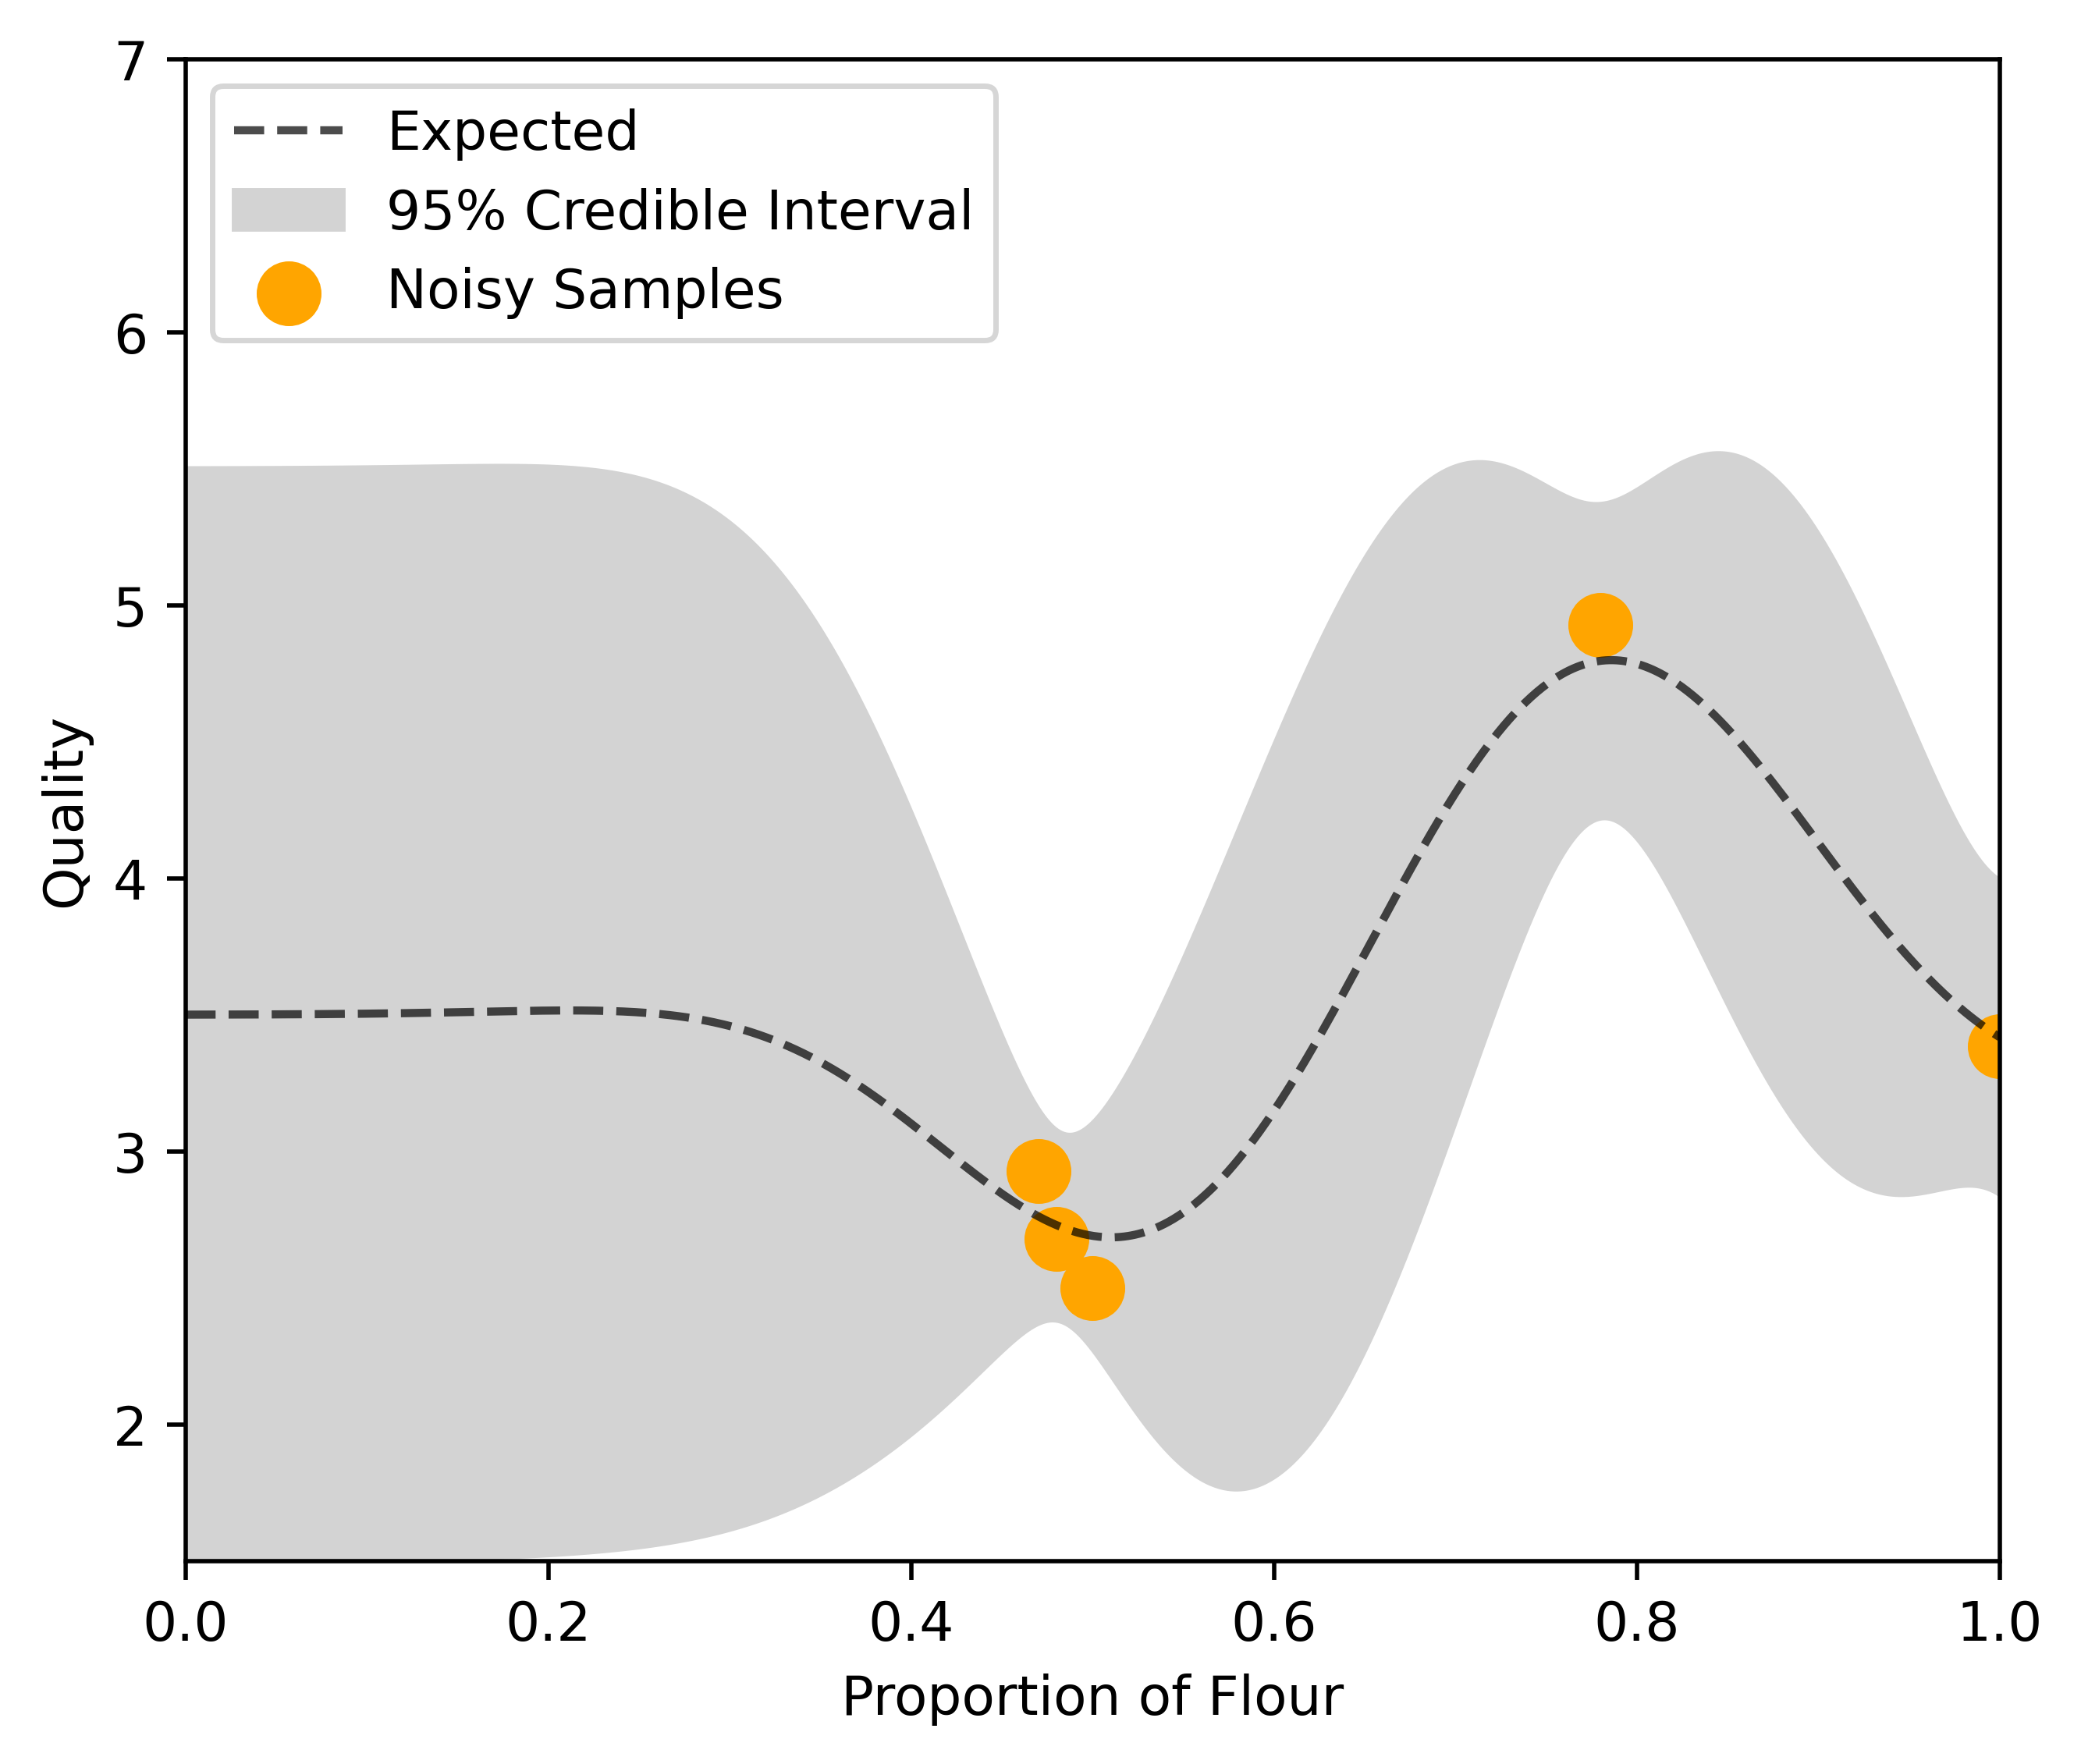 7
Expected
95% Credible Interval
Noisy Samples
6
5
4
3
2
Quality
0.0 0.2 0.4 0.6 0.8 1.0
Proportion of Flour